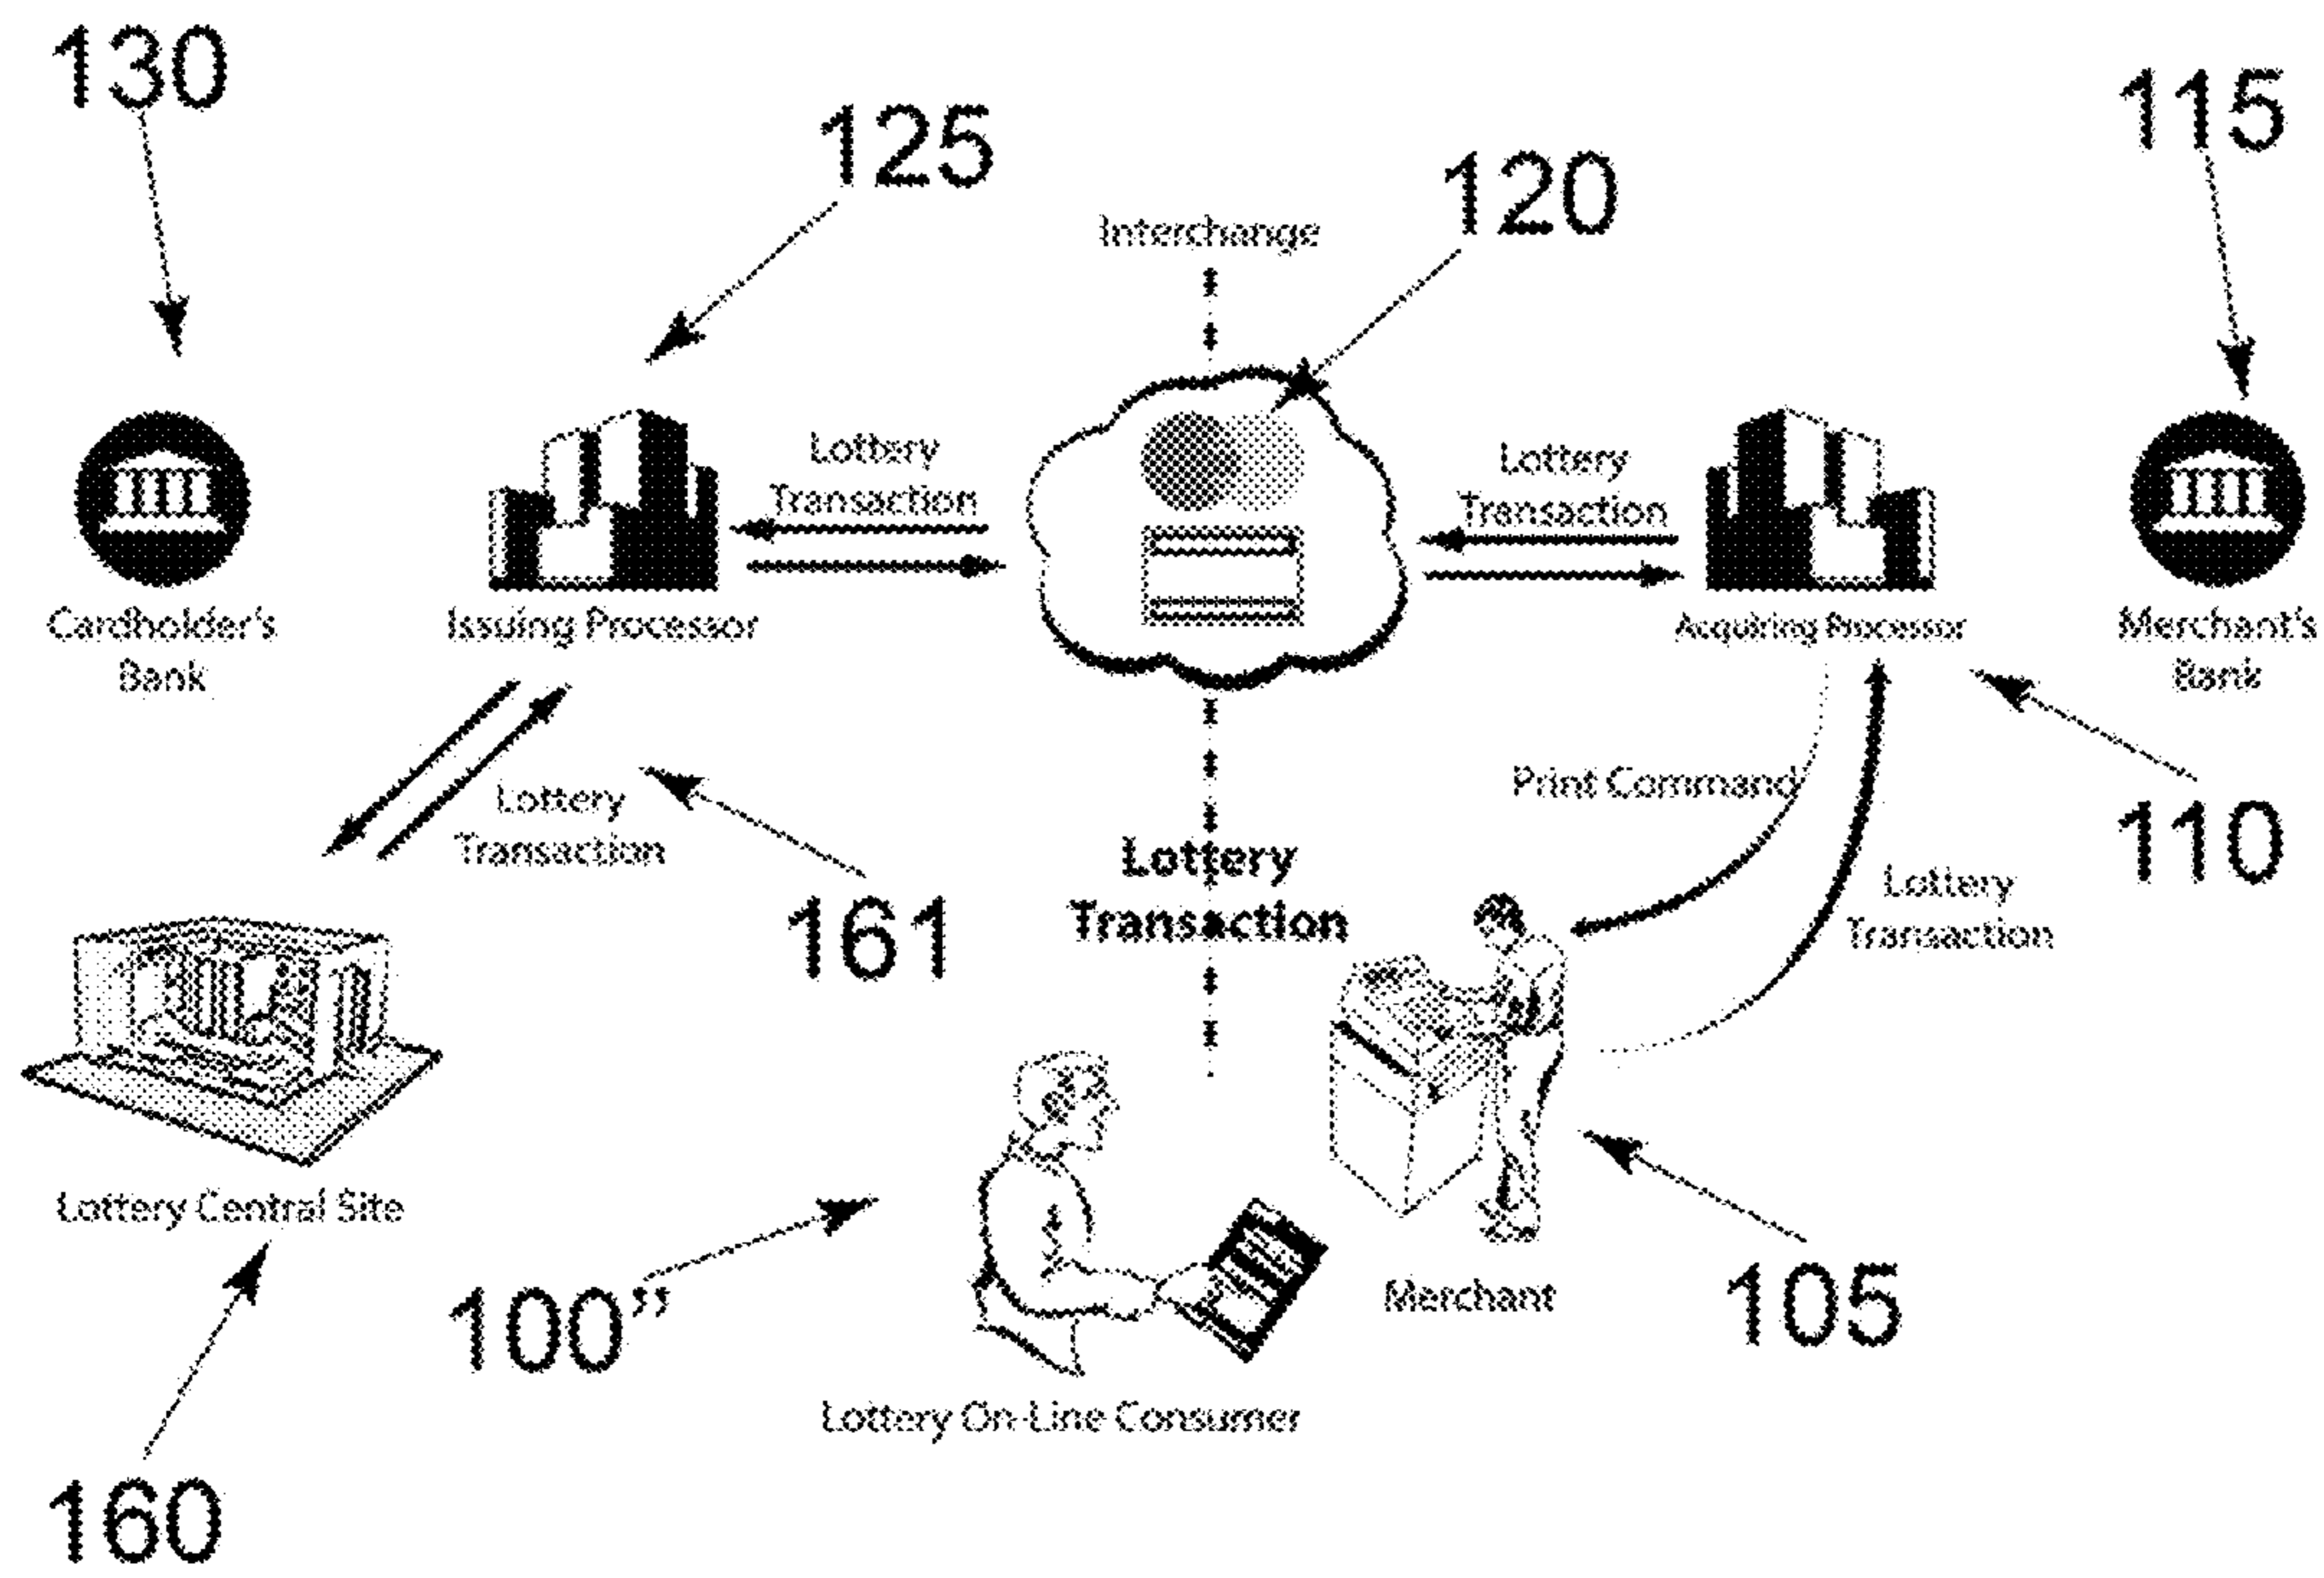 130
125
115
120
Interchange
Lottery
Transaction
Lottery
Transaction
Cardholder's
Bank
Issuing Processor
Acquiring Processor
Merchant's
Bank
Print Command
110
Lottery
Transaction
161
Lottery
Transaction
Lottery
Transaction
Lottery Central Site
100”
Merchant
105
Lottery On-Line Consumer
160